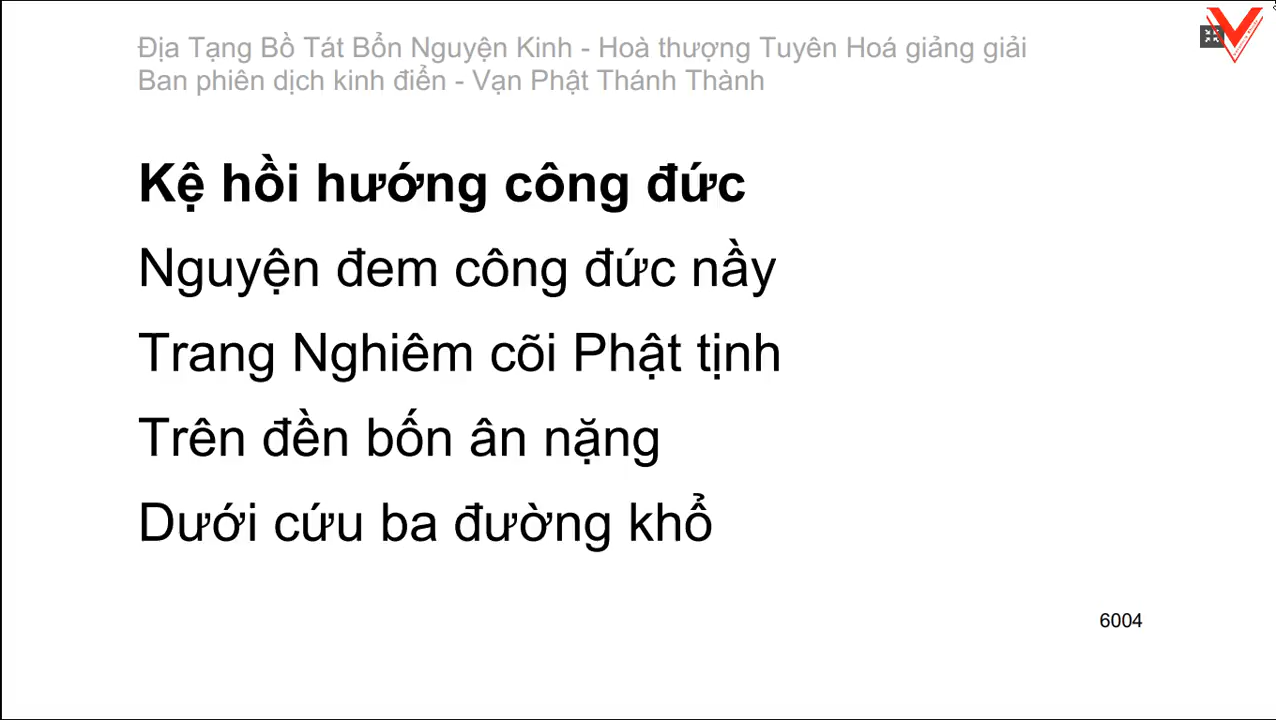 Địa Tạng Bồ Tát Bổn Nguyện Kinh - Hoà thượng Tuyên Hoá giảng giải
Ban phiên dịch kinh điển - Vạn Phật Thánh Thành
Kệ hồi hướng công đức
Nguyện đem công đức nầy
Trang Nghiêm cõi Phật tịnh
Trên đền bốn ân nặng
Dưới cứu ba đường khổ
6004